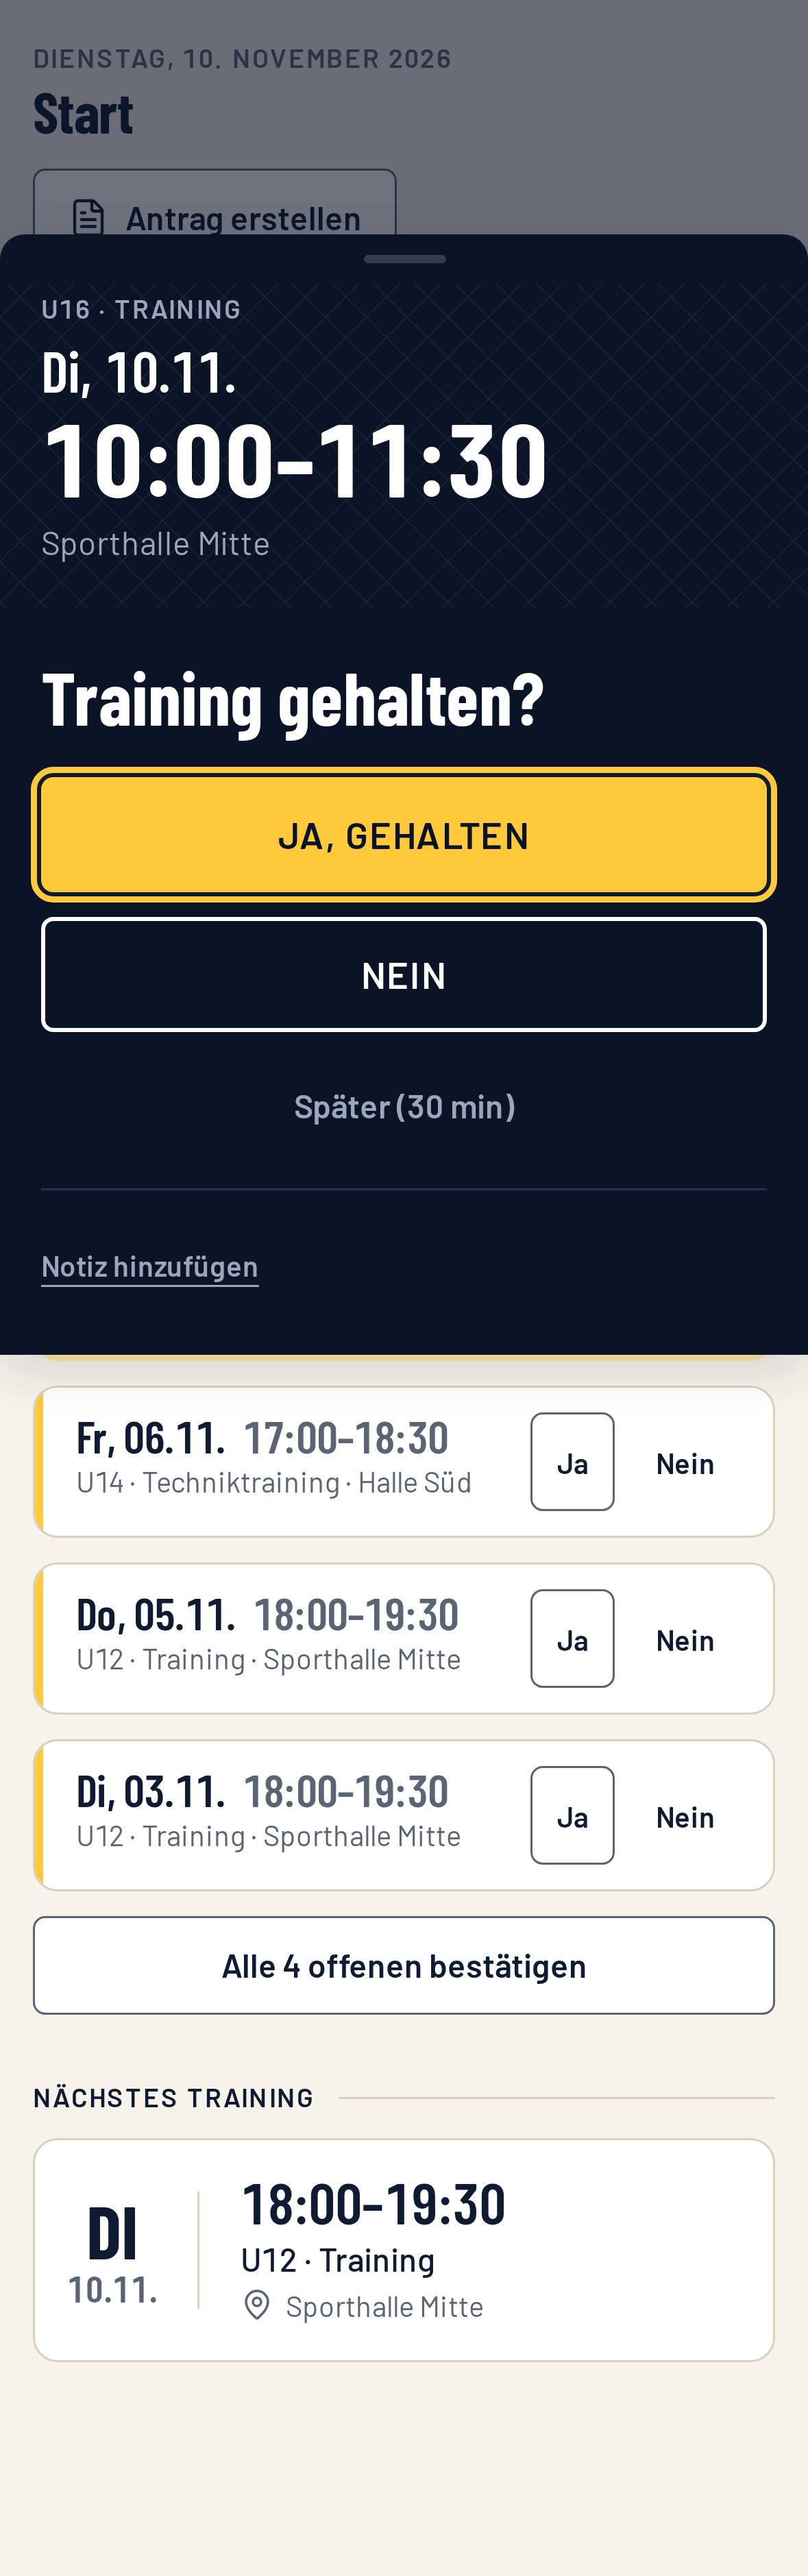 DIENSTAG, 10. NOVEMBER 2026
Start
Antrag erstellen
U16 · TRAINING
Di, 10.11.
10:00–11:30
Sporthalle Mitte
Training gehalten?
JA, GEHALTEN
NEIN
Später (30 min)
Notiz hinzufügen
Fr, 06.11. 17:00–18:30
U14 · Techniktraining · Halle Süd
Ja Nein
Do, 05.11. 18:00–19:30
U12 · Training · Sporthalle Mitte
Ja Nein
Di, 03.11. 18:00–19:30
U12 · Training · Sporthalle Mitte
Ja Nein
Alle 4 offenen bestätigen
NÄCHSTES TRAINING
DI
10.11.
18:00–19:30
U12 · Training
Sporthalle Mitte